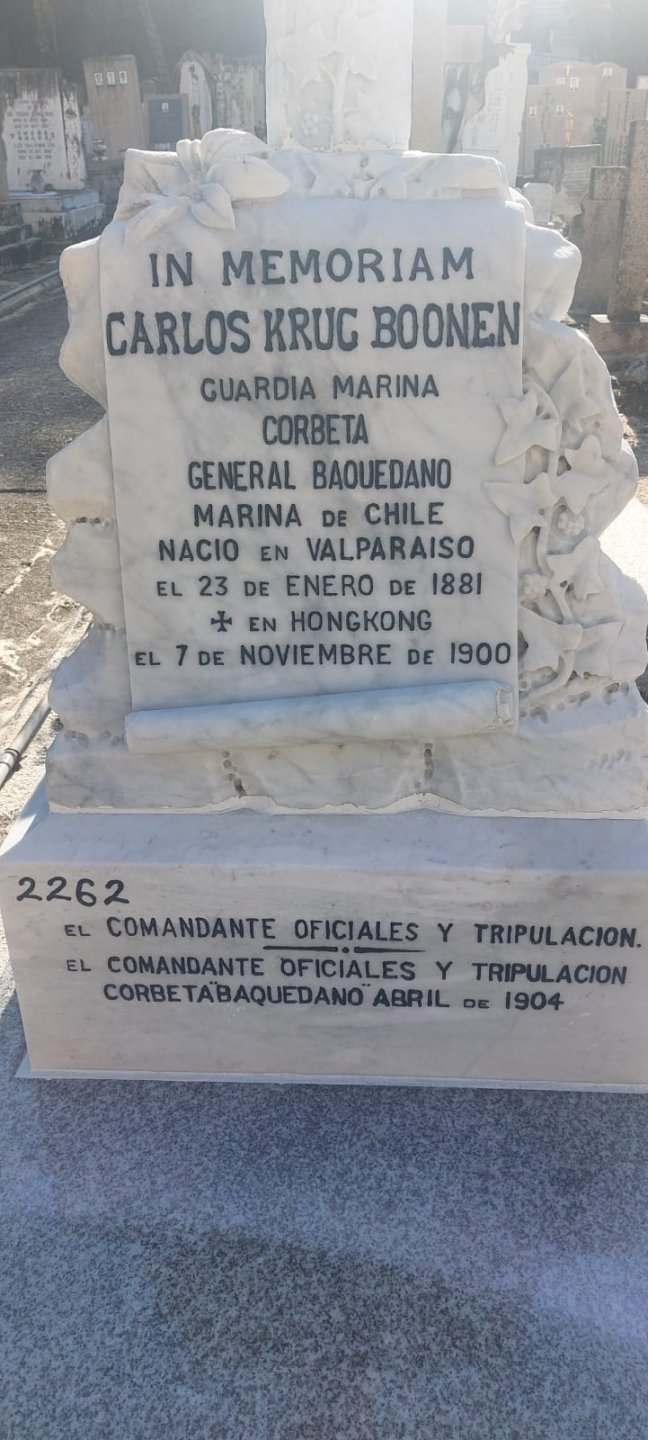 IN MEMORIAM
CARLOS KRUG BOONEN
GUARDIA MARINA
CORBETA
GENERAL BAQUEDANO
MARINA DE CHILE
NACIO EN VALPARAISO
EL 23 DE ENERO DE 1881
✠ EN HONGKONG
EL 7 DE NOVIEMBRE DE 1900
2262
EL COMANDANTE OFICIALES Y TRIPULACION.
EL COMANDANTE OFICIALES Y TRIPULACION
CORBETA "BAQUEDANO" ABRIL DE 1904